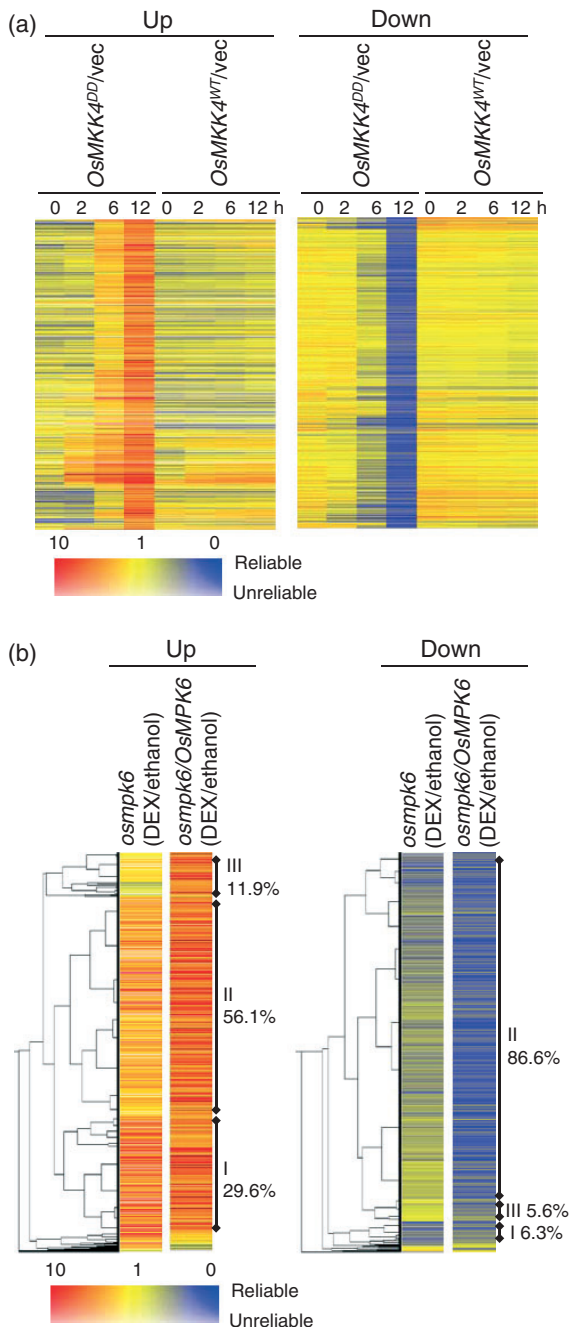 (a)
Up
Down
OsMKK4DD/vec
OsMKK4WT/vec
OsMKK4DD/vec
OsMKK4WT/vec
0 2 6 12 0 2 6 12 h
0 2 6 12 0 2 6 12 h
10 1 0
Reliable
Unreliable
(b)
Up
Down
osmpk6
(DEX/ethanol)
osmpk6/OsMPK6
(DEX/ethanol)
osmpk6
(DEX/ethanol)
osmpk6/OsMPK6
(DEX/ethanol)
III
11.9%
II
56.1%
I
29.6%
II
86.6%
III 5.6%
I 6.3%
10 1 0
Reliable
Unreliable